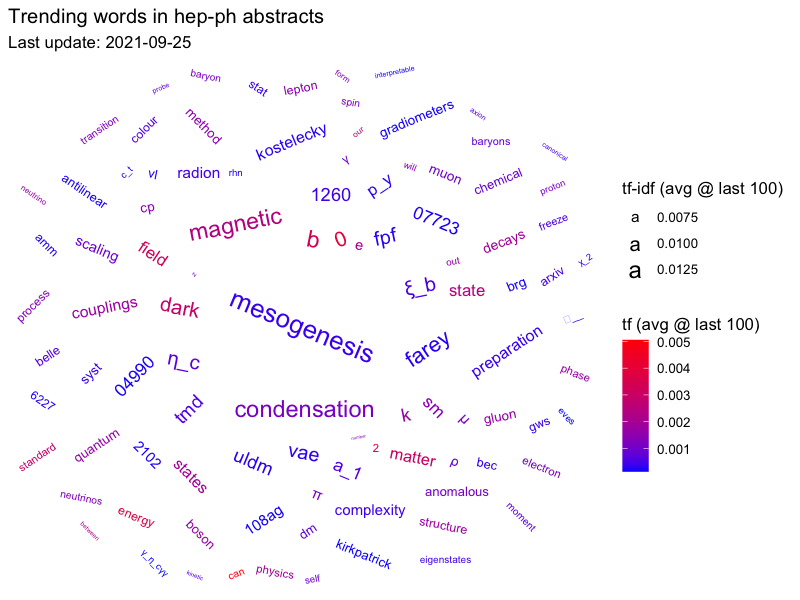 Trending words in hep-ph abstracts
Last update: 2021-09-25
form
interpretable
baryon
probe
stat
lepton
spin
transition
colour
method
our
gradiometers
axion
kostelecky
baryons
canonical
γ
c_t
νl
radion
rhn
will
muon
chemical
proton
neutrino
antilinear
1260
p_y
cp
magnetic
07723
freeze
amm
scaling
field
b
0
e
fpf
decays
out
ξ_b
state
brg
arxiv
x_2
process
couplings
dark
mesogenesis
farey
preparation
belle
syst
04990
η_c
phase
6227
tmd
condensation
k
sm
μ
gluon
gws
eves
standard
quantum
2102
states
uldm
vae
a_1
2
matter
ρ
bec
electron
neutrinos
energy
boson
108ag
π
dm
complexity
anomalous
structure
moment
between
γ_η_cγγ
kinetic
can
physics
self
kirkpatrick
eigenstates
tf-idf (avg @ last 100)
a 0.0075
a 0.0100
a 0.0125
tf (avg @ last 100)
0.005
0.004
0.003
0.002
0.001